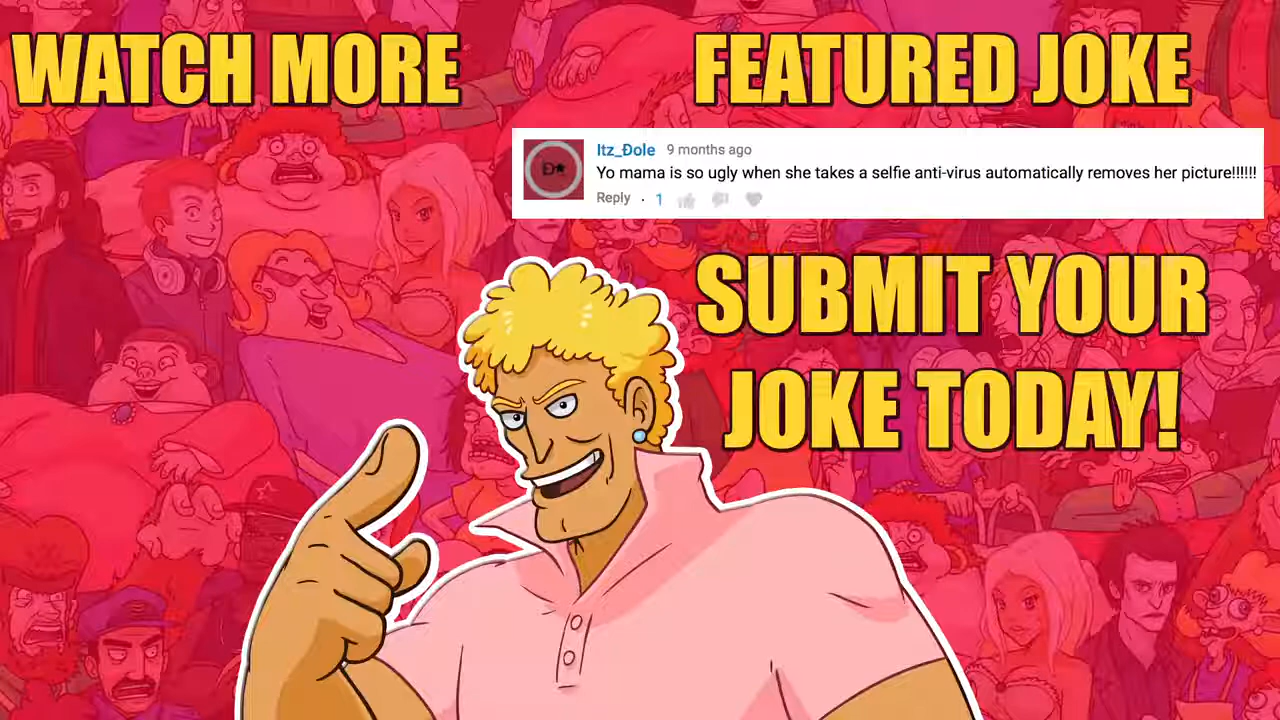 WATCH MORE
FEATURED JOKE
Itz_Ðole 9 months ago
Yo mama is so ugly when she takes a selfie anti-virus automatically removes her picture!!!!!!
Reply · 1
SUBMIT YOUR
JOKE TODAY!